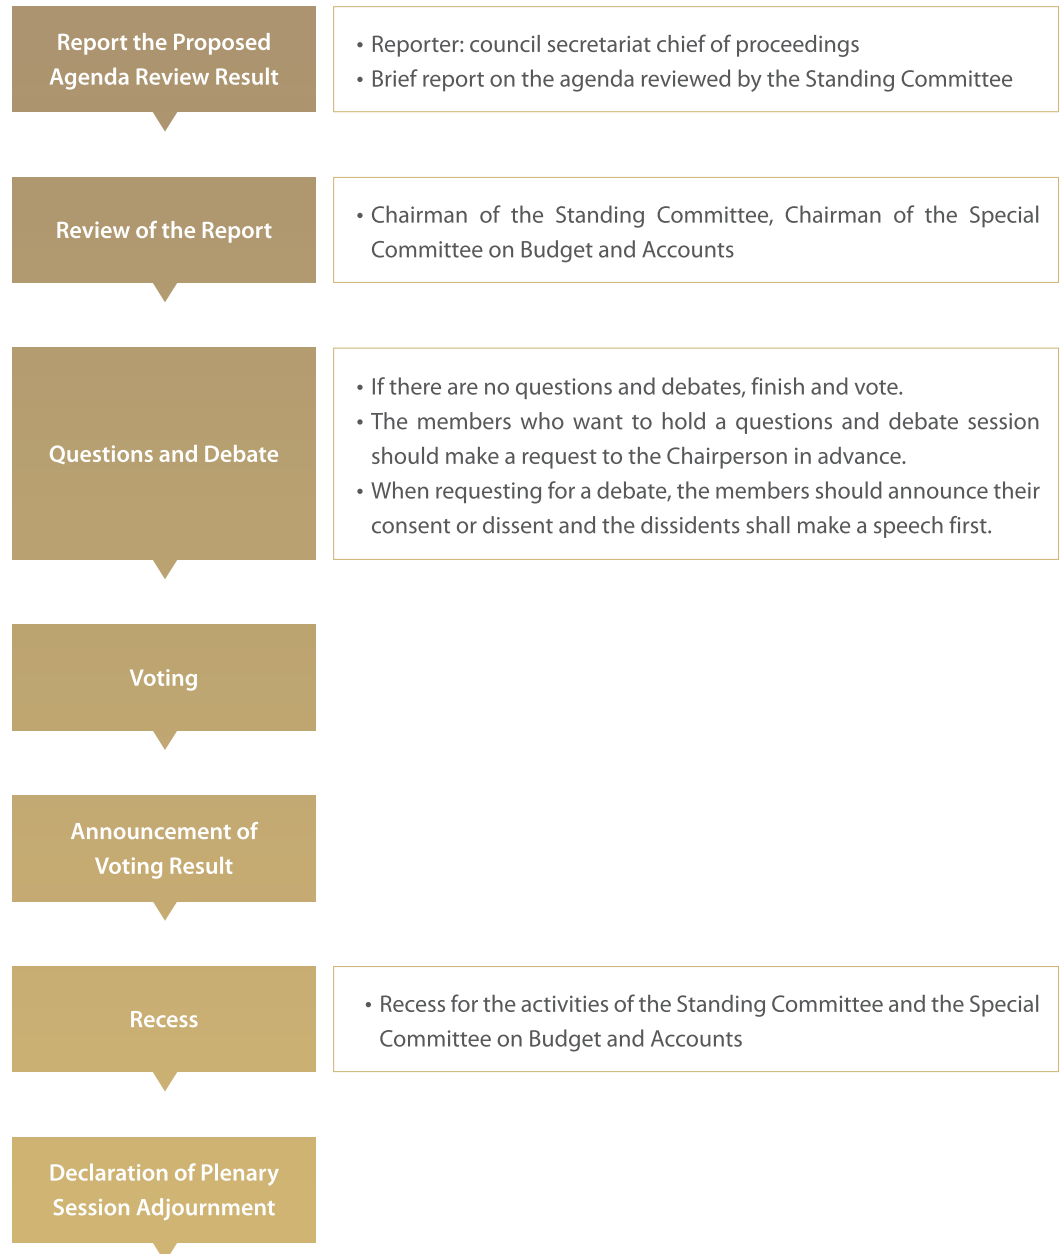 Report the Proposed
Agenda Review Result
• Reporter: council secretariat chief of proceedings
• Brief report on the agenda reviewed by the Standing Committee
Review of the Report
• Chairman of the Standing Committee, Chairman of the Special
Committee on Budget and Accounts
Questions and Debate
• If there are no questions and debates, finish and vote.
• The members who want to hold a questions and debate session
should make a request to the Chairperson in advance.
• When requesting for a debate, the members should announce their
consent or dissent and the dissidents shall make a speech first.
Voting
Announcement of
Voting Result
Recess
• Recess for the activities of the Standing Committee and the Special
Committee on Budget and Accounts
Declaration of Plenary
Session Adjournment